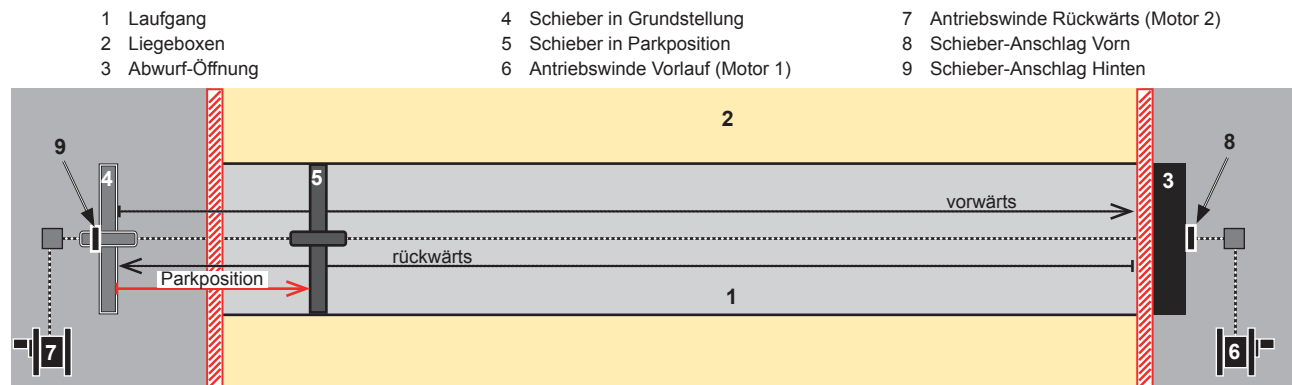 1 Laufgang
2 Liegeboxen
3 Abwurf-Öffnung
4 Schieber in Grundstellung
5 Schieber in Parkposition
6 Antriebswinde Vorlauf (Motor 1)
7 Antriebswinde Rückwärts (Motor 2)
8 Schieber-Anschlag Vorn
9 Schieber-Anschlag Hinten
2
9
8
4
5
3
vorwärts
rückwärts
Parkposition
1
7
6